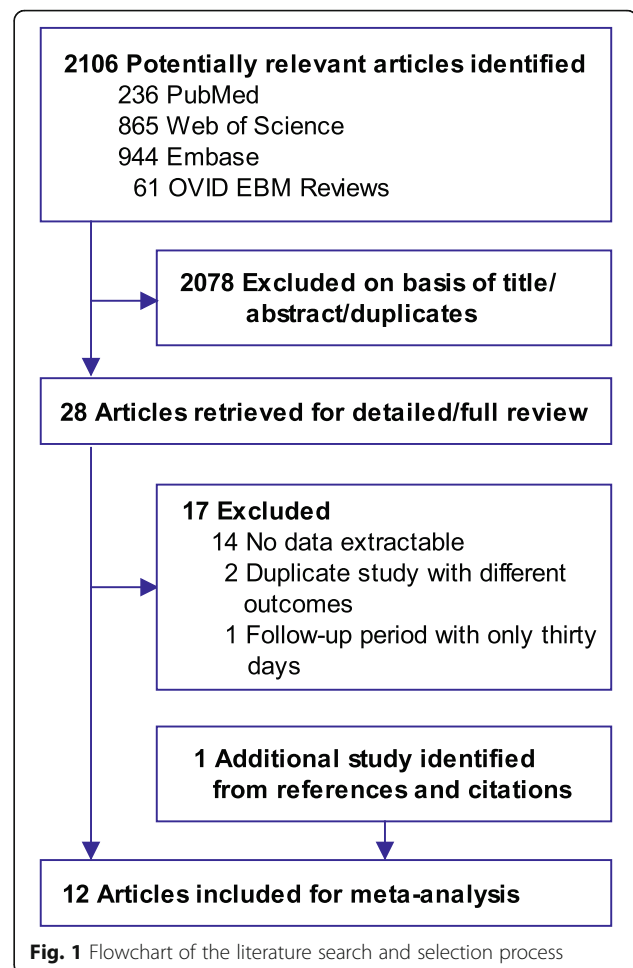 2106 Potentially relevant articles identified
236 PubMed
865 Web of Science
944 Embase
61 OVID EBM Reviews
2078 Excluded on basis of title/
abstract/duplicates
28 Articles retrieved for detailed/full review
17 Excluded
14 No data extractable
2 Duplicate study with different
outcomes
1 Follow-up period with only thirty
days
1 Additional study identified
from references and citations
12 Articles included for meta-analysis
Fig. 1 Flowchart of the literature search and selection process